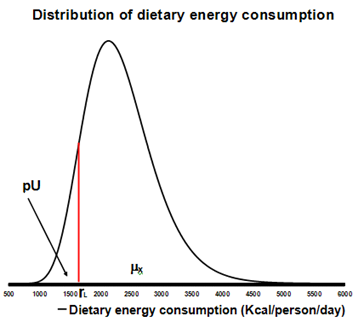 Distribution of dietary energy consumption
pU
μx
500 1000 1500 2000 2500 3000 3500 4000 4500 5000 5500 6000
rL
Dietary energy consumption (Kcal/person/day)